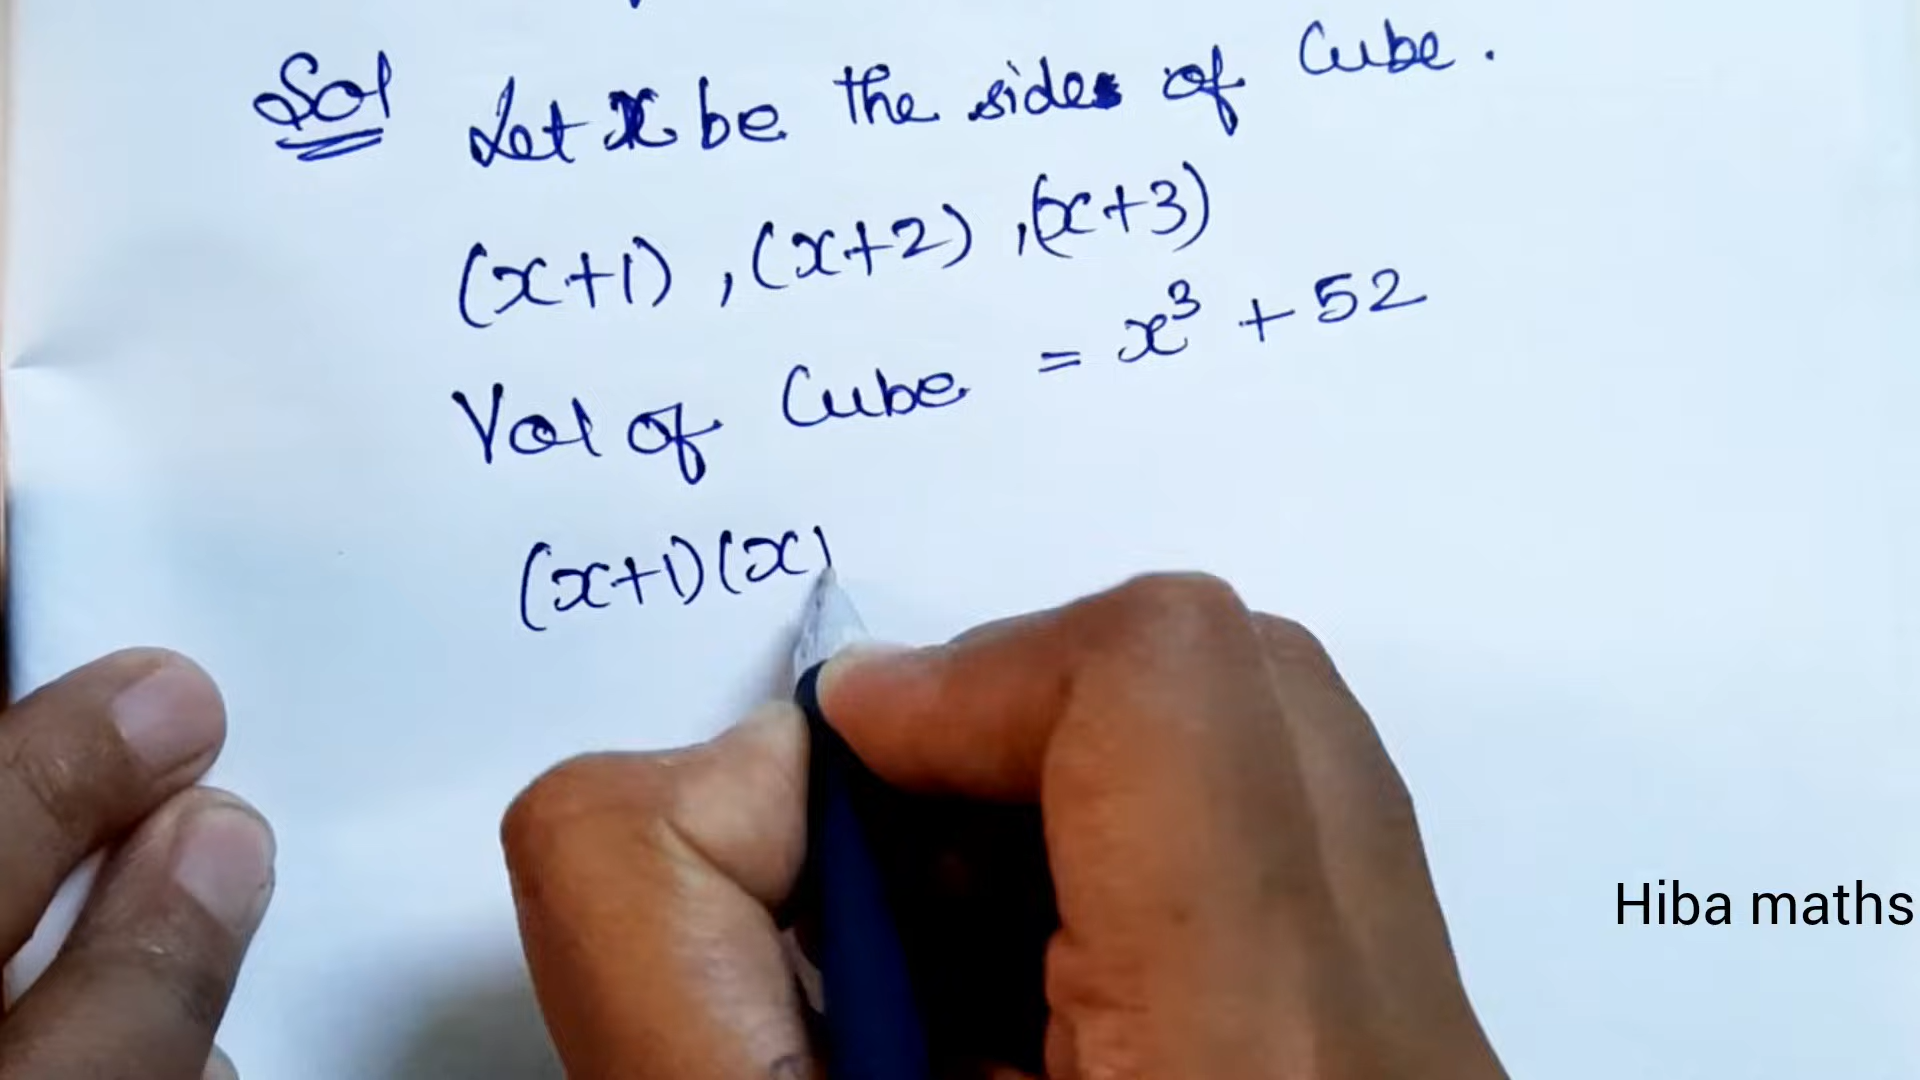 Sol Let x be the sides of Cube.
(x+1), (x+2), (x+3)
Vol of Cube = x³ + 52
(x+1)(x
Hiba maths